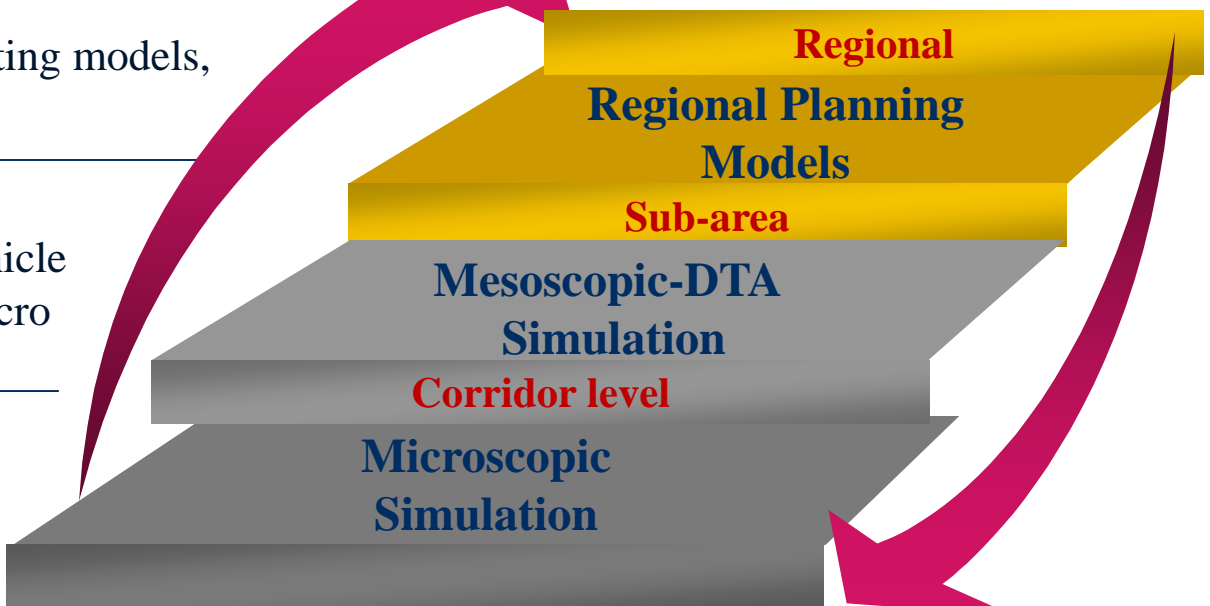 ting models,
Regional
Regional Planning
Models
Sub-area
icle
cro
Mesoscopic-DTA
Simulation
Corridor level
Microscopic
Simulation